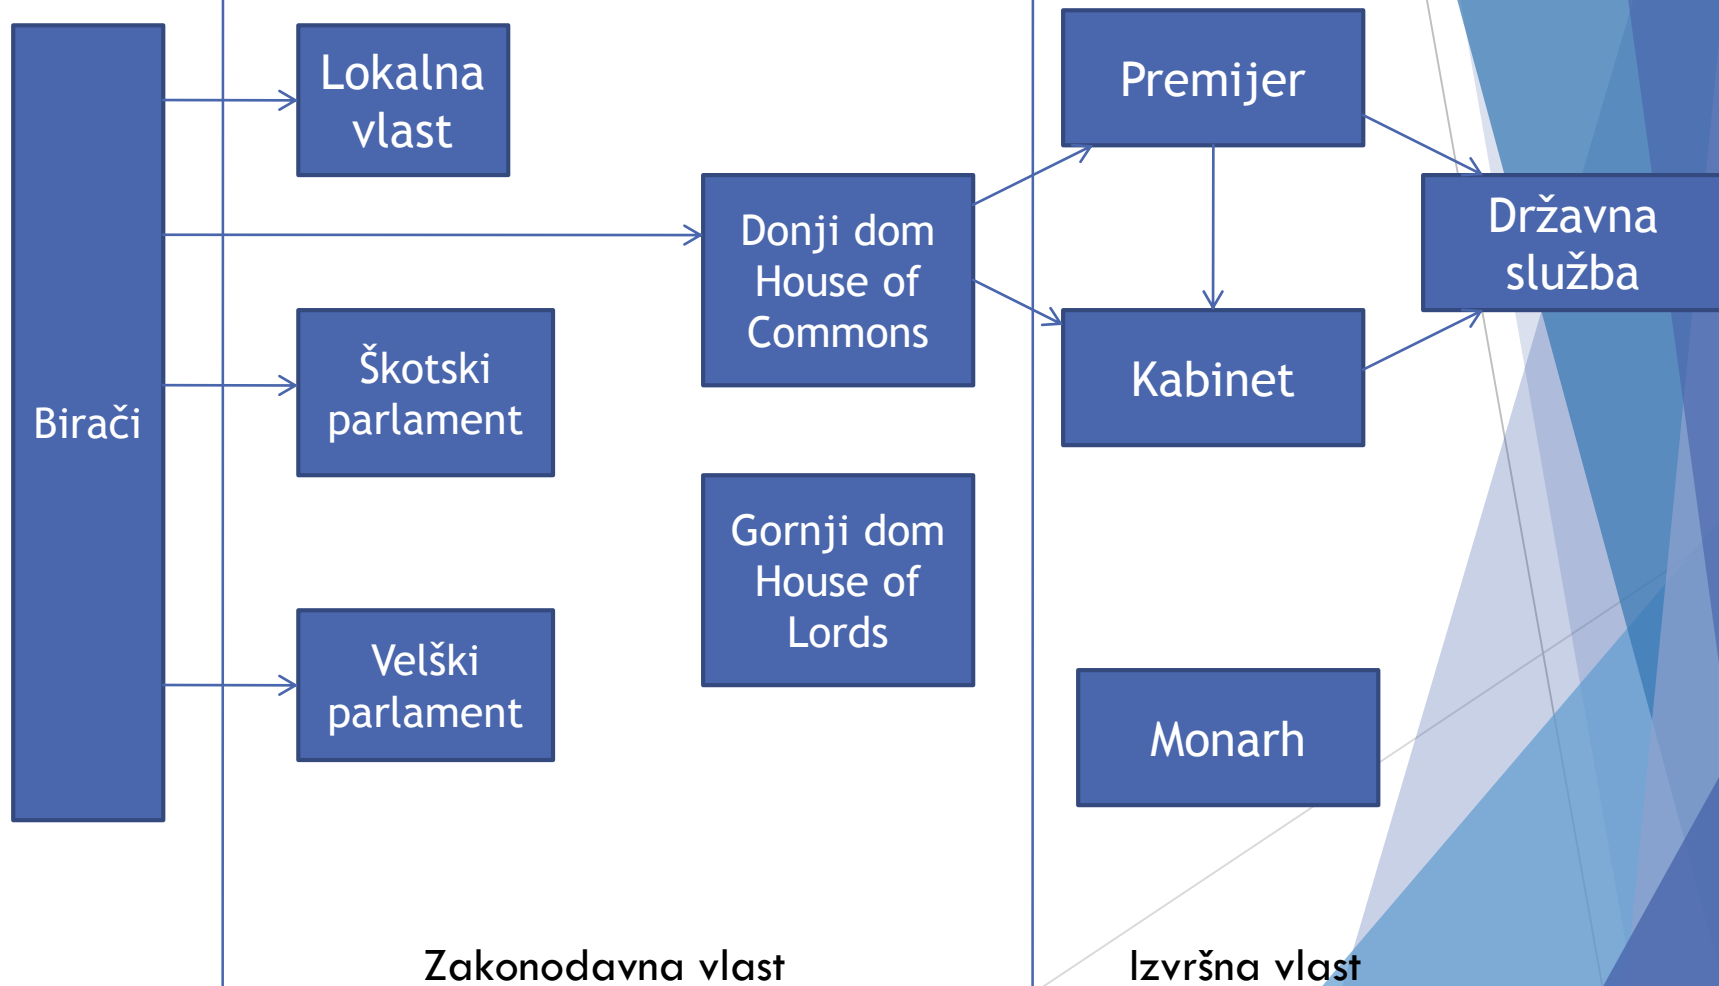 Birači
Lokalna
vlast
Škotski
parlament
Velški
parlament
Donji dom
House of
Commons
Gornji dom
House of
Lords
Premijer
Kabinet
Državna
služba
Monarh
Zakonodavna vlast
Izvršna vlast